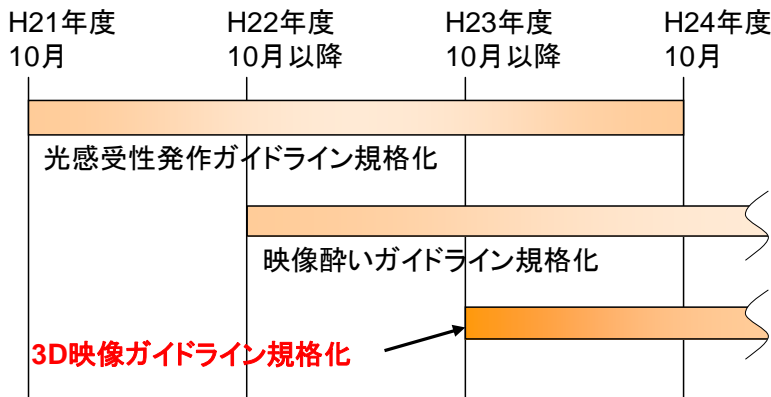 H21年度
10月
H22年度
10月以降
H23年度
10月以降
H24年度
10月
光感受性発作ガイドライン規格化
映像酔いガイドライン規格化
3D映像ガイドライン規格化